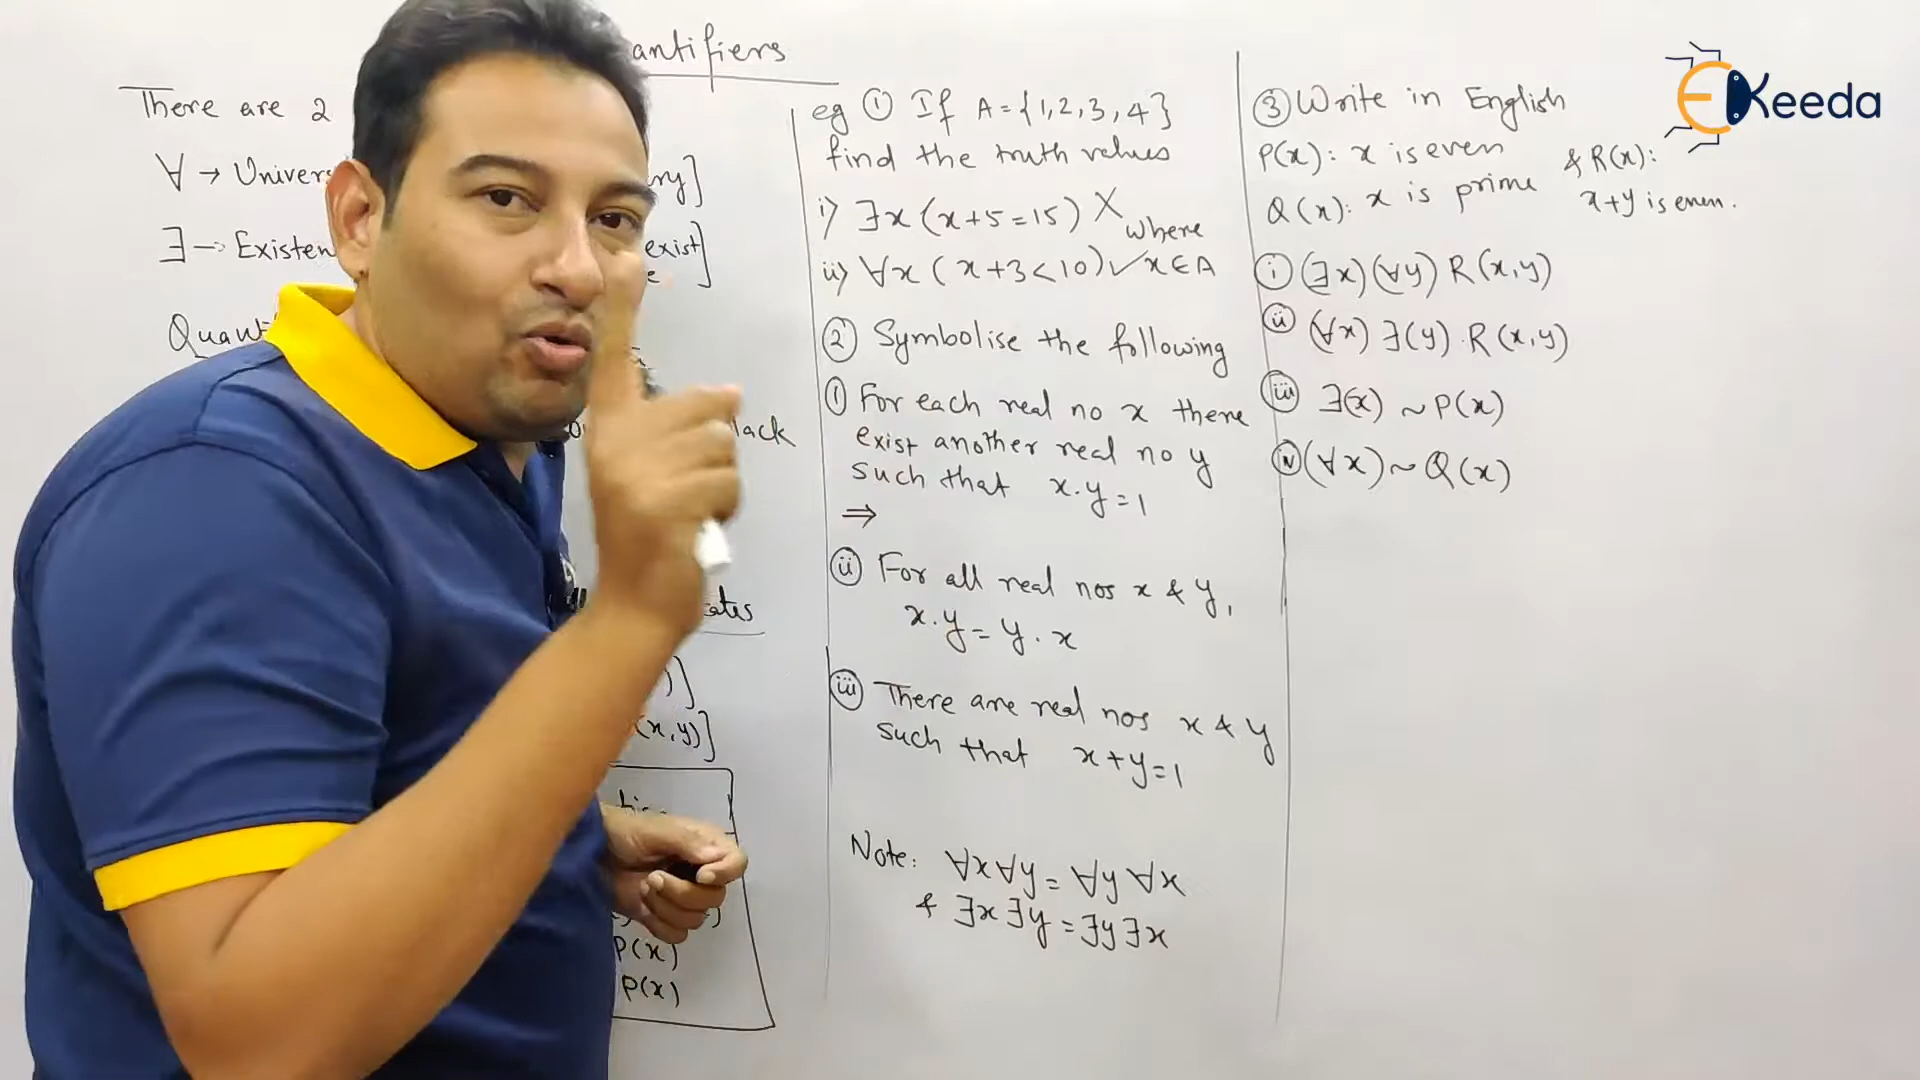 antifiers
There are 2
∀ → Univers
ny]
∃ → Existen
exist]
Quant
lack
ates
)]
(x,y)]
P(x)
P(x)
eg ① If A = {1,2,3,4}
find the truth values
i) ∃x (x+5=15) X
where
ii) ∀x (x+3<10) ✓ x∈A
② Symbolise the following
① For each real no x there
exist another real no y
such that x.y=1
⇒
ii For all real nos x & y,
x.y = y.x
iii There are real nos x & y
such that x+y=1
Note: ∀x∀y = ∀y∀x
& ∃x∃y = ∃y∃x
③ Write in English
P(x): x is even & R(x):
Q(x): x is prime x+y is even.
i (∃x)(∀y) R(x,y)
ii (∀x) ∃(y). R(x,y)
iii ∃(x) ~P(x)
iv (∀x) ~Q(x)
EKeeda